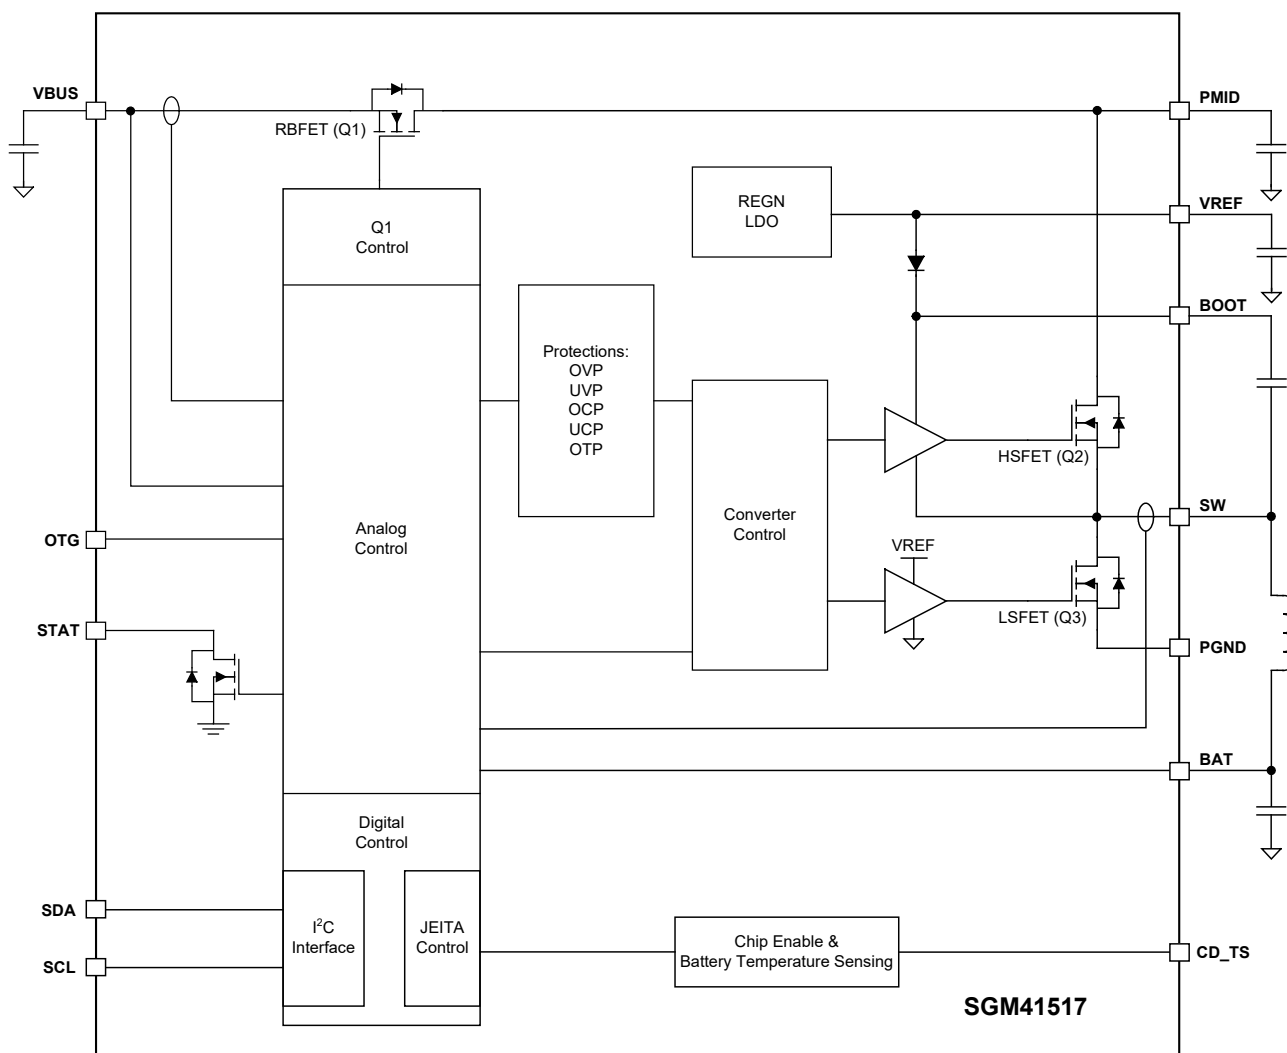 VBUS
PMID
RBFET (Q1)
REGN
LDO
VREF
Q1
Control
BOOT
Protections:
OVP
UVP
OCP
UCP
OTP
HSFET (Q2)
Analog
Control
Converter
Control
SW
OTG
VREF
STAT
LSFET (Q3)
PGND
BAT
Digital
Control
SDA
I²C
Interface
JEITA
Control
Chip Enable &
Battery Temperature Sensing
SCL
CD_TS
SGM41517